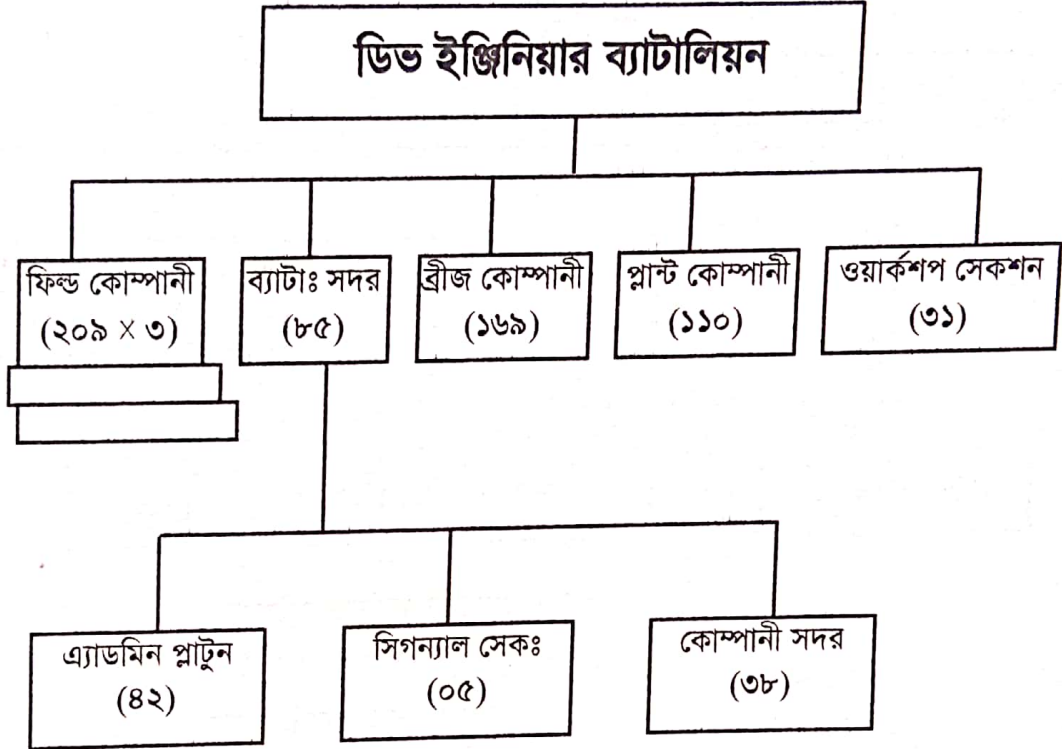 ডিভ ইঞ্জিনিয়ার ব্যাটালিয়ন
ফিল্ড কোম্পানী
(২০৯ X ৩)
ব্যাটাঃ সদর
(৮৫)
ব্রীজ কোম্পানী
(১৬৯)
প্লান্ট কোম্পানী
(১১০)
ওয়ার্কশপ সেকশন
(৩১)
এ্যাডমিন প্লাটুন
(৪২)
সিগন্যাল সেকঃ
(০৫)
কোম্পানী সদর
(৩৮)